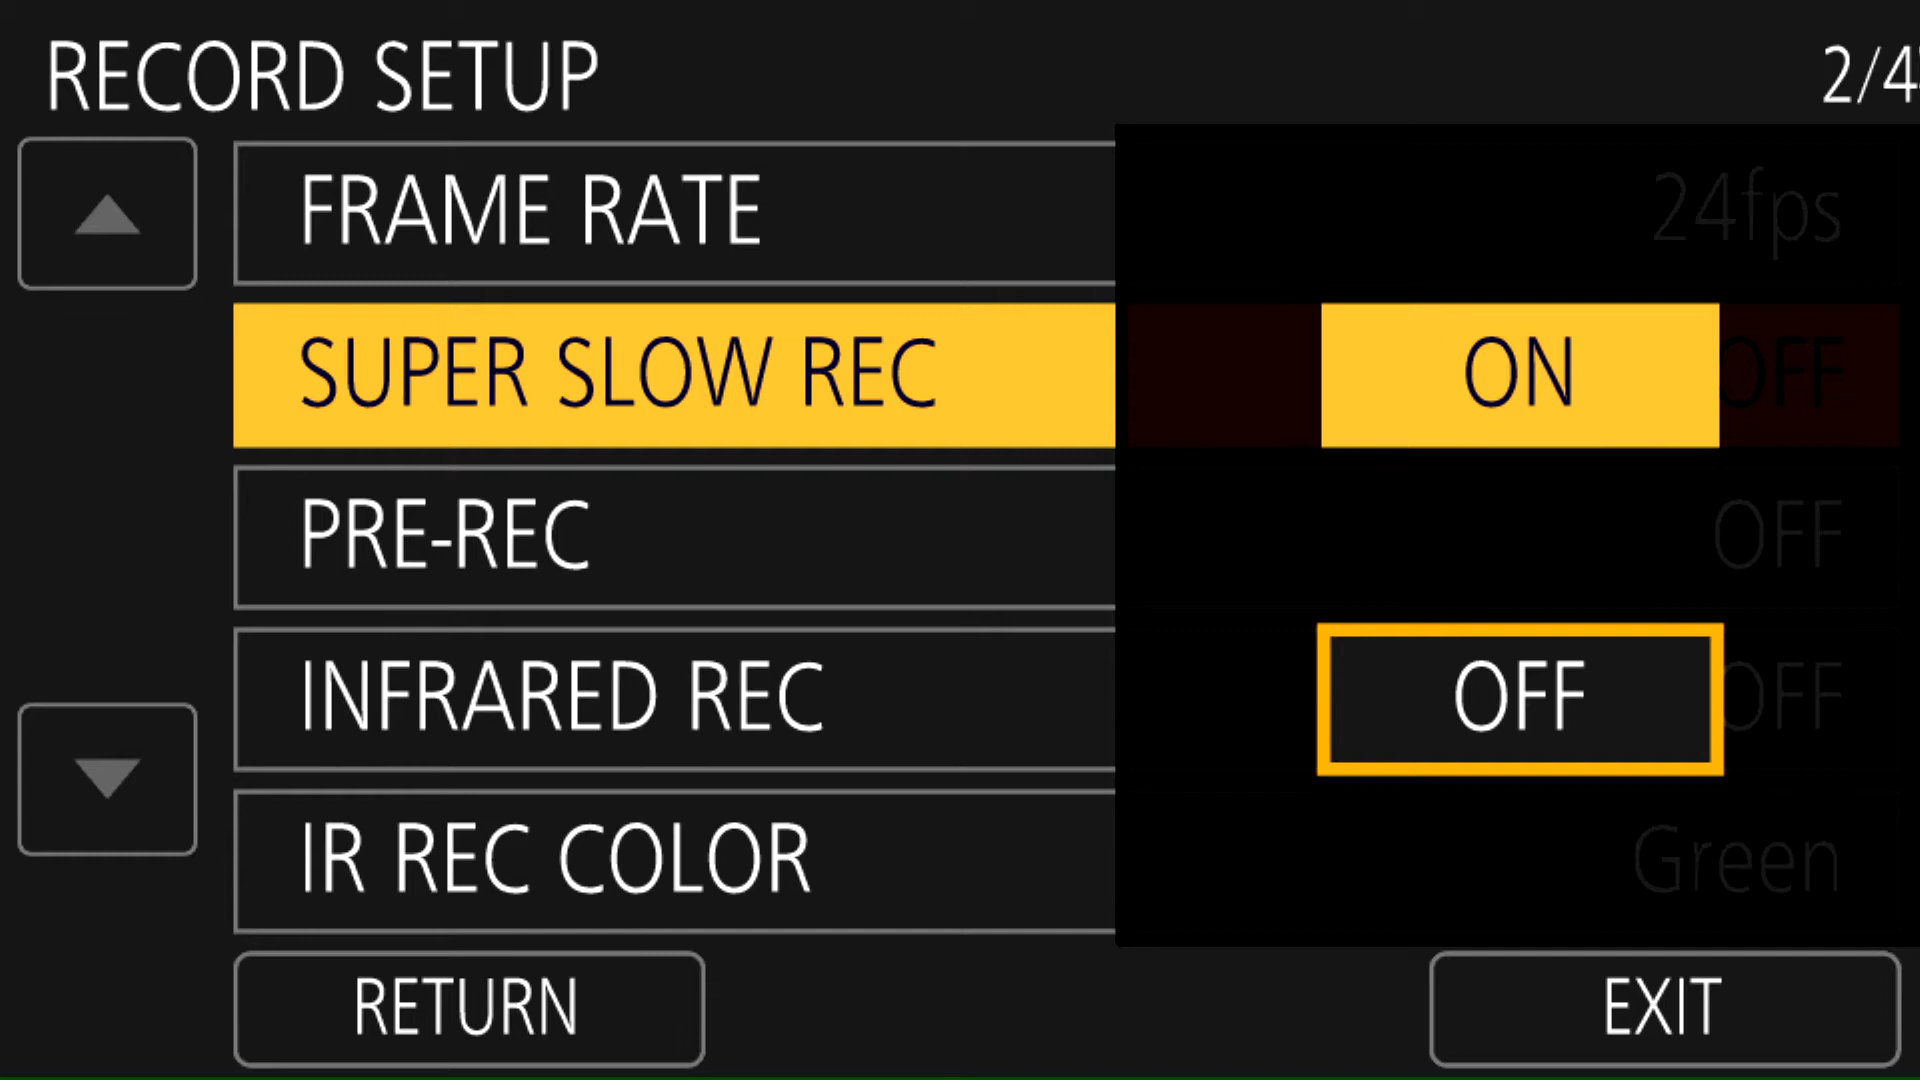 RECORD SETUP 2/4
FRAME RATE 24fps
SUPER SLOW REC ON OFF
PRE-REC OFF
INFRARED REC OFF OFF
IR REC COLOR Green
RETURN EXIT